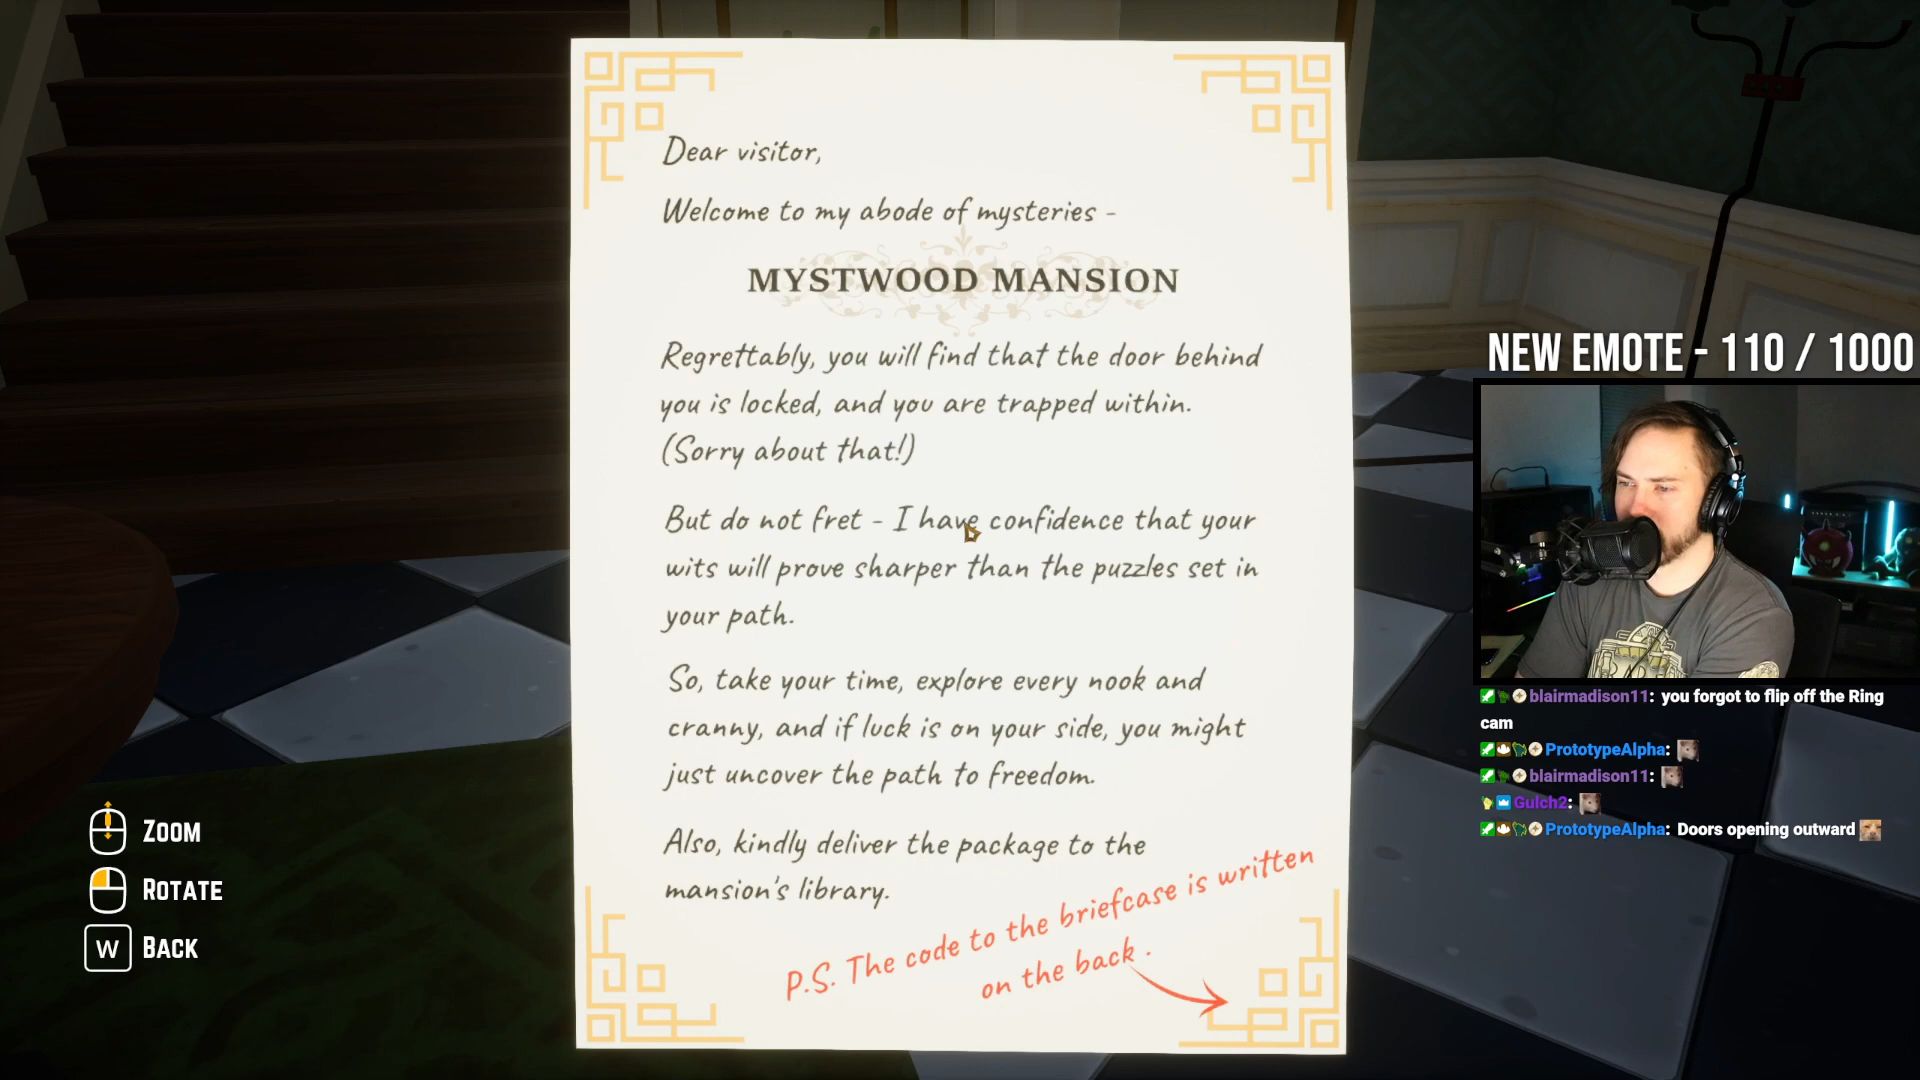 Dear visitor,
Welcome to my abode of mysteries -
MYSTWOOD MANSION
Regrettably, you will find that the door behind
you is locked, and you are trapped within.
(Sorry about that!)
But do not fret - I have confidence that your
wits will prove sharper than the puzzles set in
your path.
So, take your time, explore every nook and
cranny, and if luck is on your side, you might
just uncover the path to freedom.
Also, kindly deliver the package to the
mansion's library.
P.S. The code to the briefcase is written
on the back.
ZOOM
ROTATE
W BACK
NEW EMOTE - 110 / 1000
blairmadison11: you forgot to flip off the Ring
cam
PrototypeAlpha:
blairmadison11:
Gulch2:
PrototypeAlpha: Doors opening outward